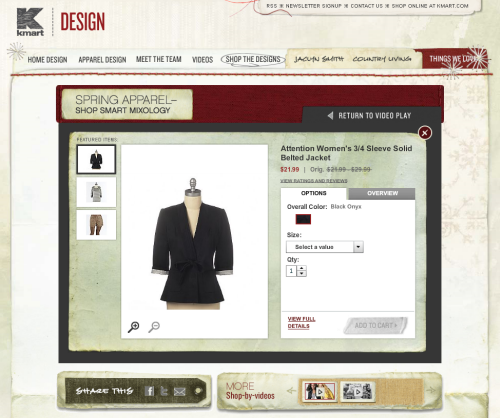 RSS ✻ NEWSLETTER SIGNUP ✻ CONTACT US ✻ SHOP ONLINE AT KMART.COM
kmart
DESIGN
HOME DESIGN APPAREL DESIGN MEET THE TEAM VIDEOS SHOP THE DESIGNS JACLYN SMITH COUNTRY LIVING THINGS WE LOVE
SPRING APPAREL–
SHOP SMART MIXOLOGY
RETURN TO VIDEO PLAY
FEATURED ITEMS
Attention Women's 3/4 Sleeve Solid
Belted Jacket
$21.99 | Orig. $21.99 - $29.99
VIEW RATINGS AND REVIEWS
OPTIONS OVERVIEW
Overall Color: Black Onyx
Size:
Select a value
Qty:
1
VIEW FULL
DETAILS
ADD TO CART
SHARE THIS
MORE
Shop-by-videos